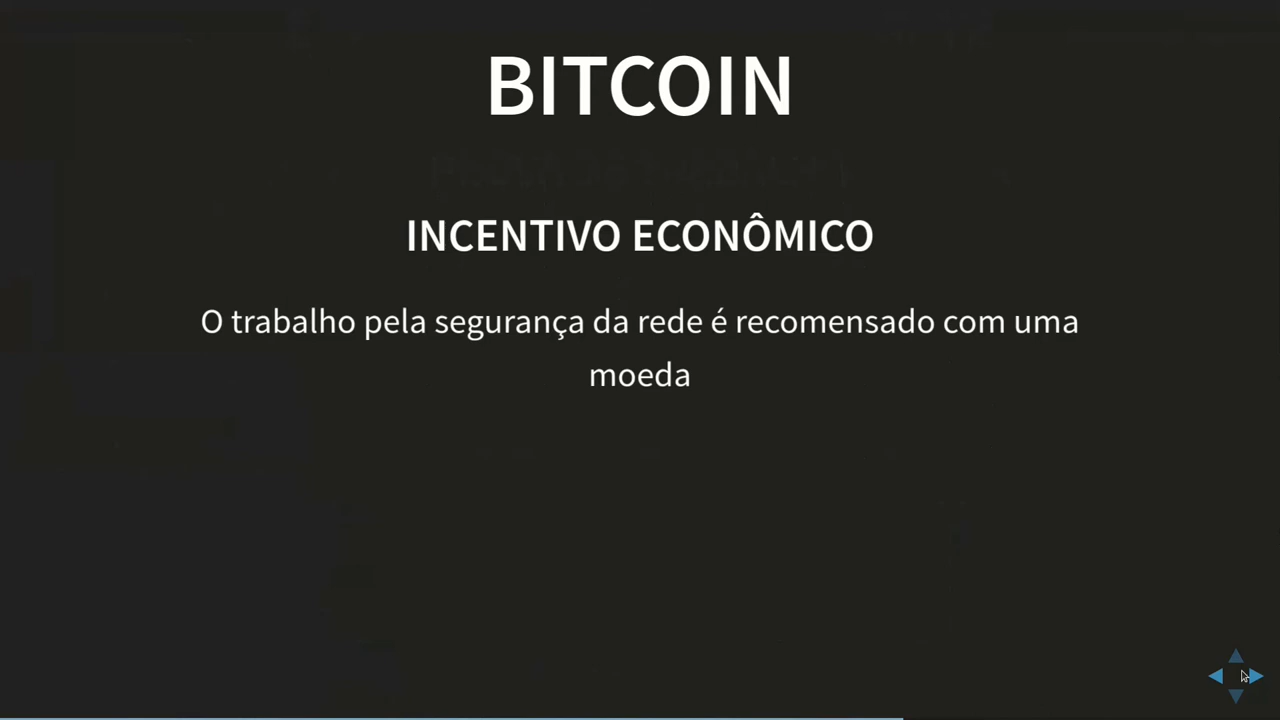 BITCOIN
INCENTIVO ECONÔMICO
O trabalho pela segurança da rede é recomensado com uma
moeda